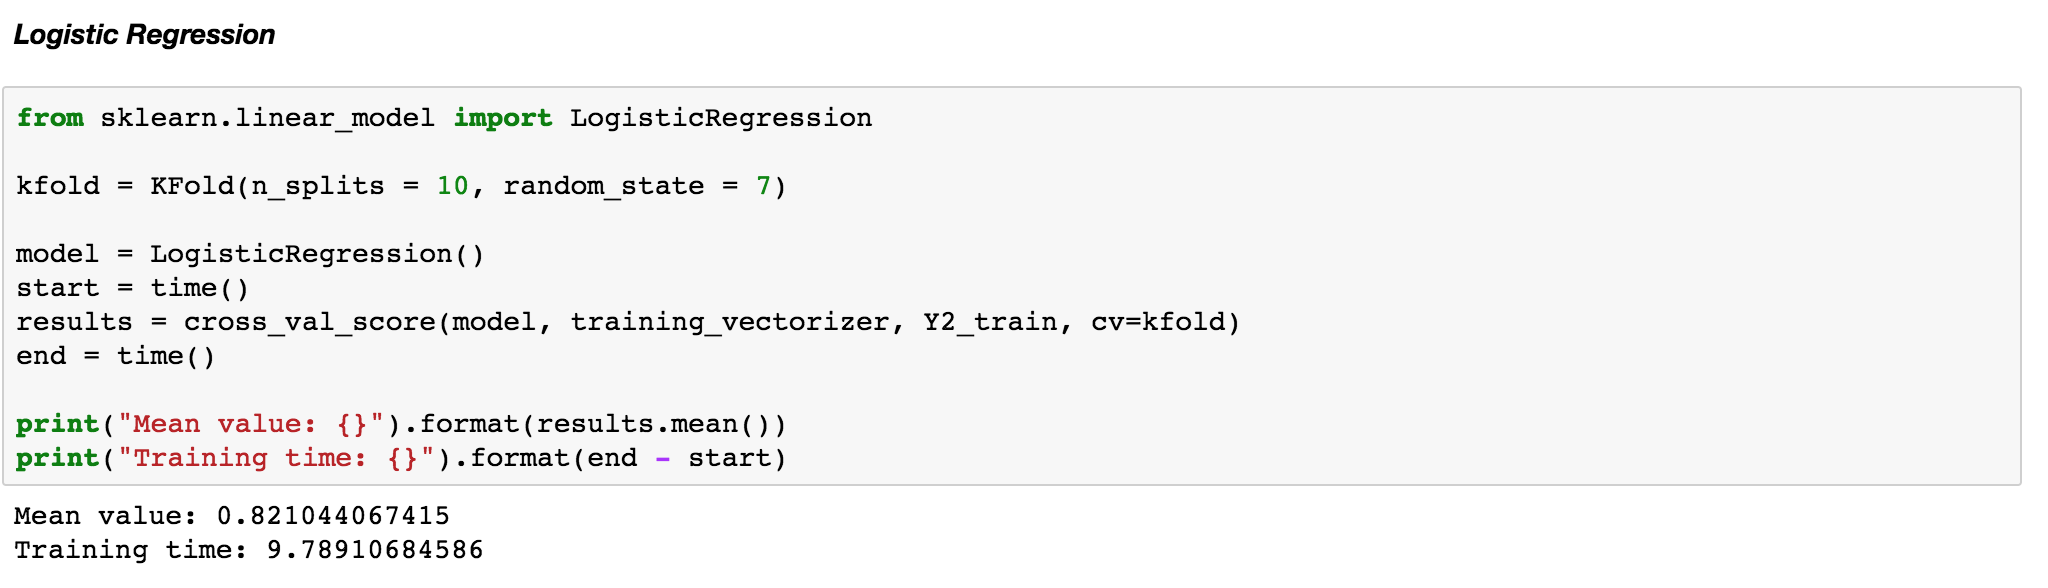 Logistic Regression
from sklearn.linear_model import LogisticRegression
kfold = KFold(n_splits = 10, random_state = 7)
model = LogisticRegression()
start = time()
results = cross_val_score(model, training_vectorizer, Y2_train, cv=kfold)
end = time()
print("Mean value: {}").format(results.mean())
print("Training time: {}").format(end - start)
Mean value: 0.821044067415
Training time: 9.78910684586